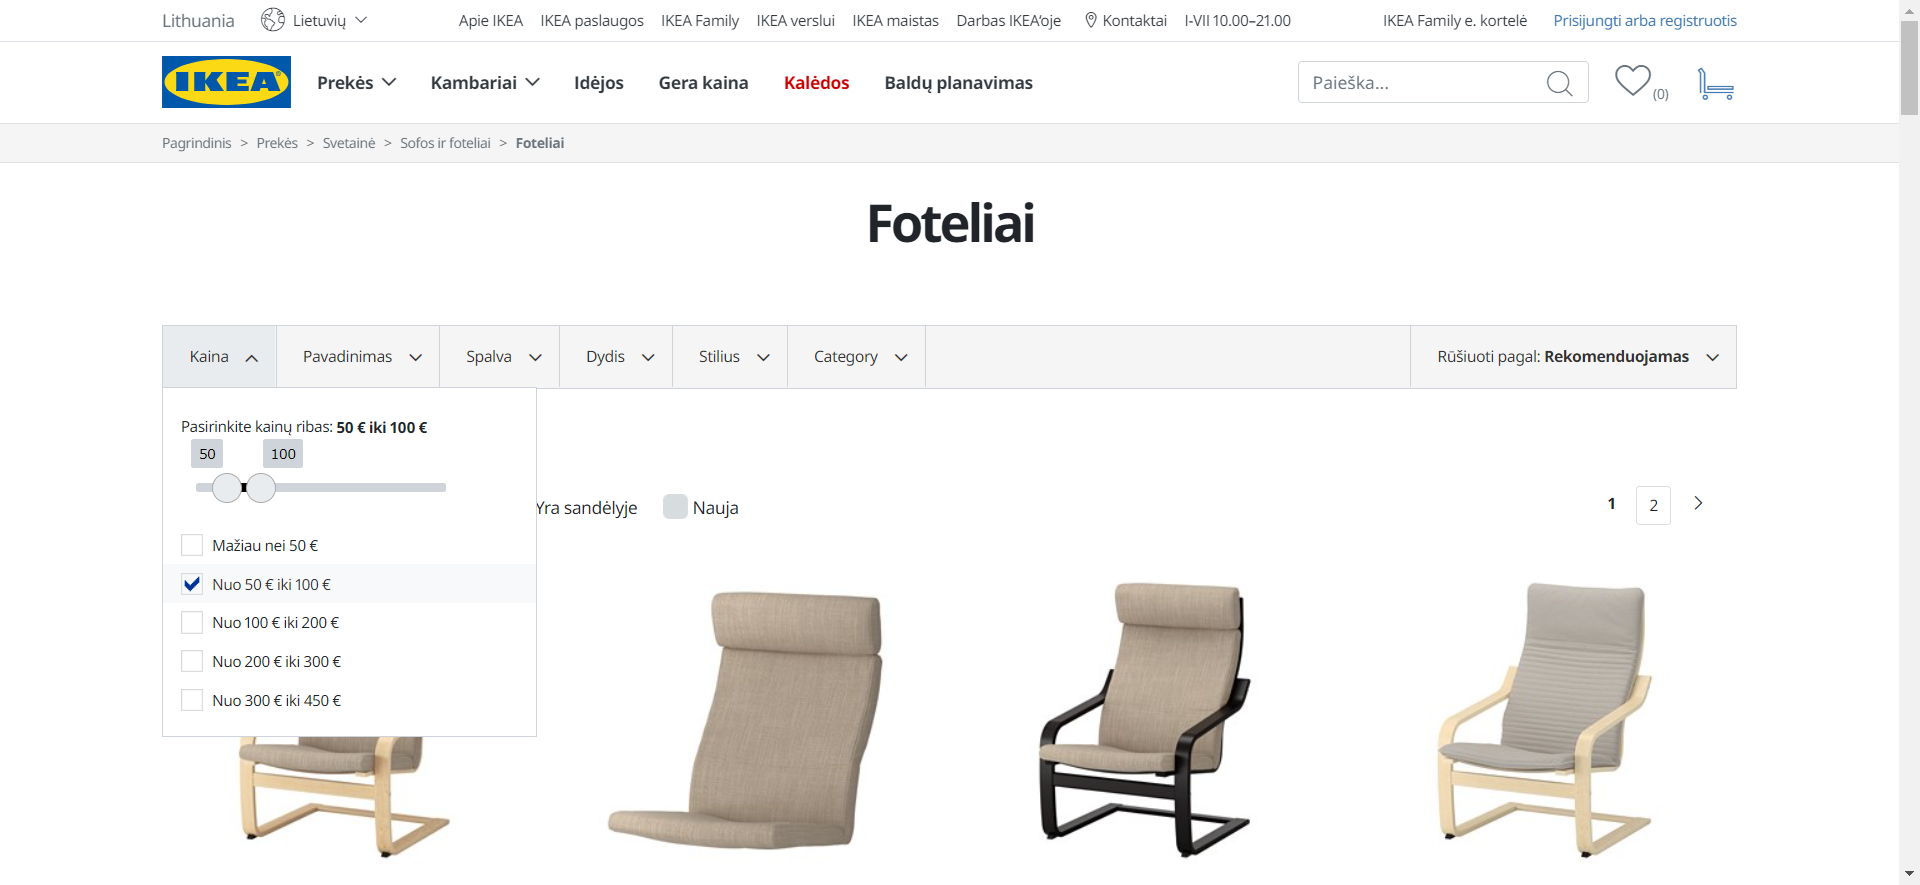 Lithuania Lietuvių Apie IKEA IKEA paslaugos IKEA Family IKEA verslui IKEA maistas Darbas IKEA‘oje Kontaktai I-VII 10.00–21.00 IKEA Family e. kortelė Prisijungti arba registruotis
IKEA Prekės Kambariai Idėjos Gera kaina Kalėdos Baldų planavimas Paieška... (0)
Pagrindinis > Prekės > Svetainė > Sofos ir foteliai > Foteliai
Foteliai
Kaina Pavadinimas Spalva Dydis Stilius Category Rūšiuoti pagal: Rekomenduojamas
Pasirinkite kainų ribas: 50 € iki 100 €
50 100
Yra sandėlyje Nauja 1 2 >
Mažiau nei 50 €
Nuo 50 € iki 100 €
Nuo 100 € iki 200 €
Nuo 200 € iki 300 €
Nuo 300 € iki 450 €